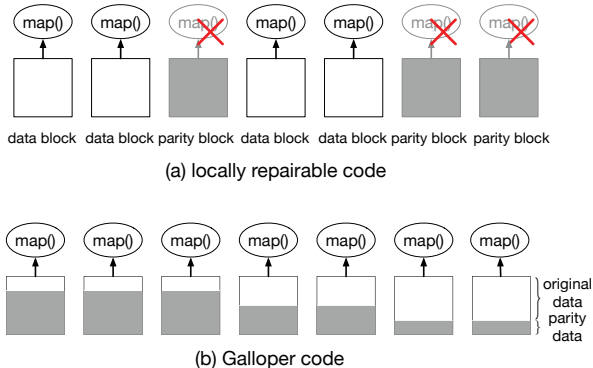 map() map() map() map() map() map() map()
data block data block parity block data block data block parity block parity block
(a) locally repairable code
map() map() map() map() map() map() map()
original
data
parity
data
(b) Galloper code